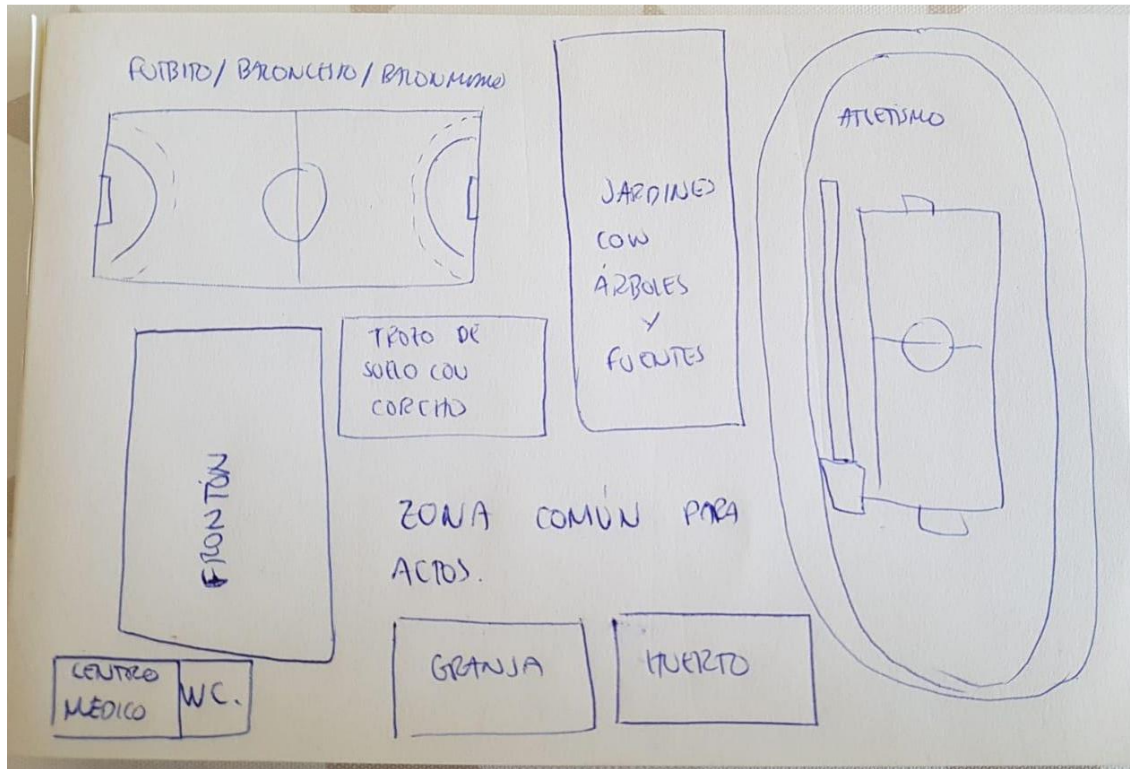 FUTBITO/ BALONCESTO/ BALONMANO
ATLETISMO
JARDINES
CON
ÁRBOLES
Y
FUENTES
TROZO DE
SUELO CON
CORCHO
FRONTÓN
ZONA COMÚN PARA
ACTOS.
CENTRO
MÉDICO
WC.
GRANJA
HUERTO